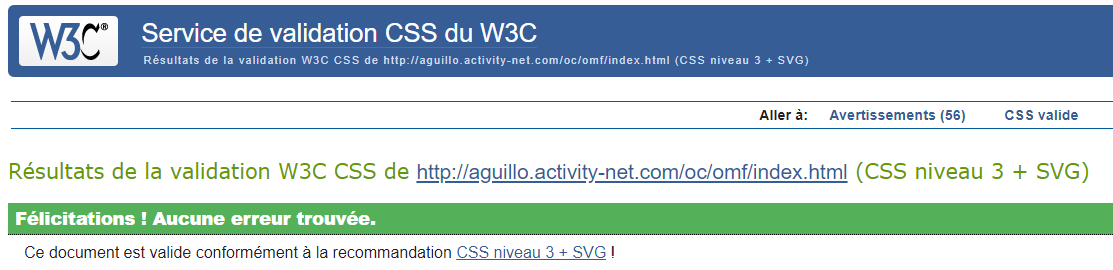 W3C®
Service de validation CSS du W3C
Résultats de la validation W3C CSS de http://aguillo.activity-net.com/oc/omf/index.html (CSS niveau 3 + SVG)
Aller à: Avertissements (56) CSS valide
Résultats de la validation W3C CSS de http://aguillo.activity-net.com/oc/omf/index.html (CSS niveau 3 + SVG)
Félicitations ! Aucune erreur trouvée.
Ce document est valide conformément à la recommandation CSS niveau 3 + SVG !